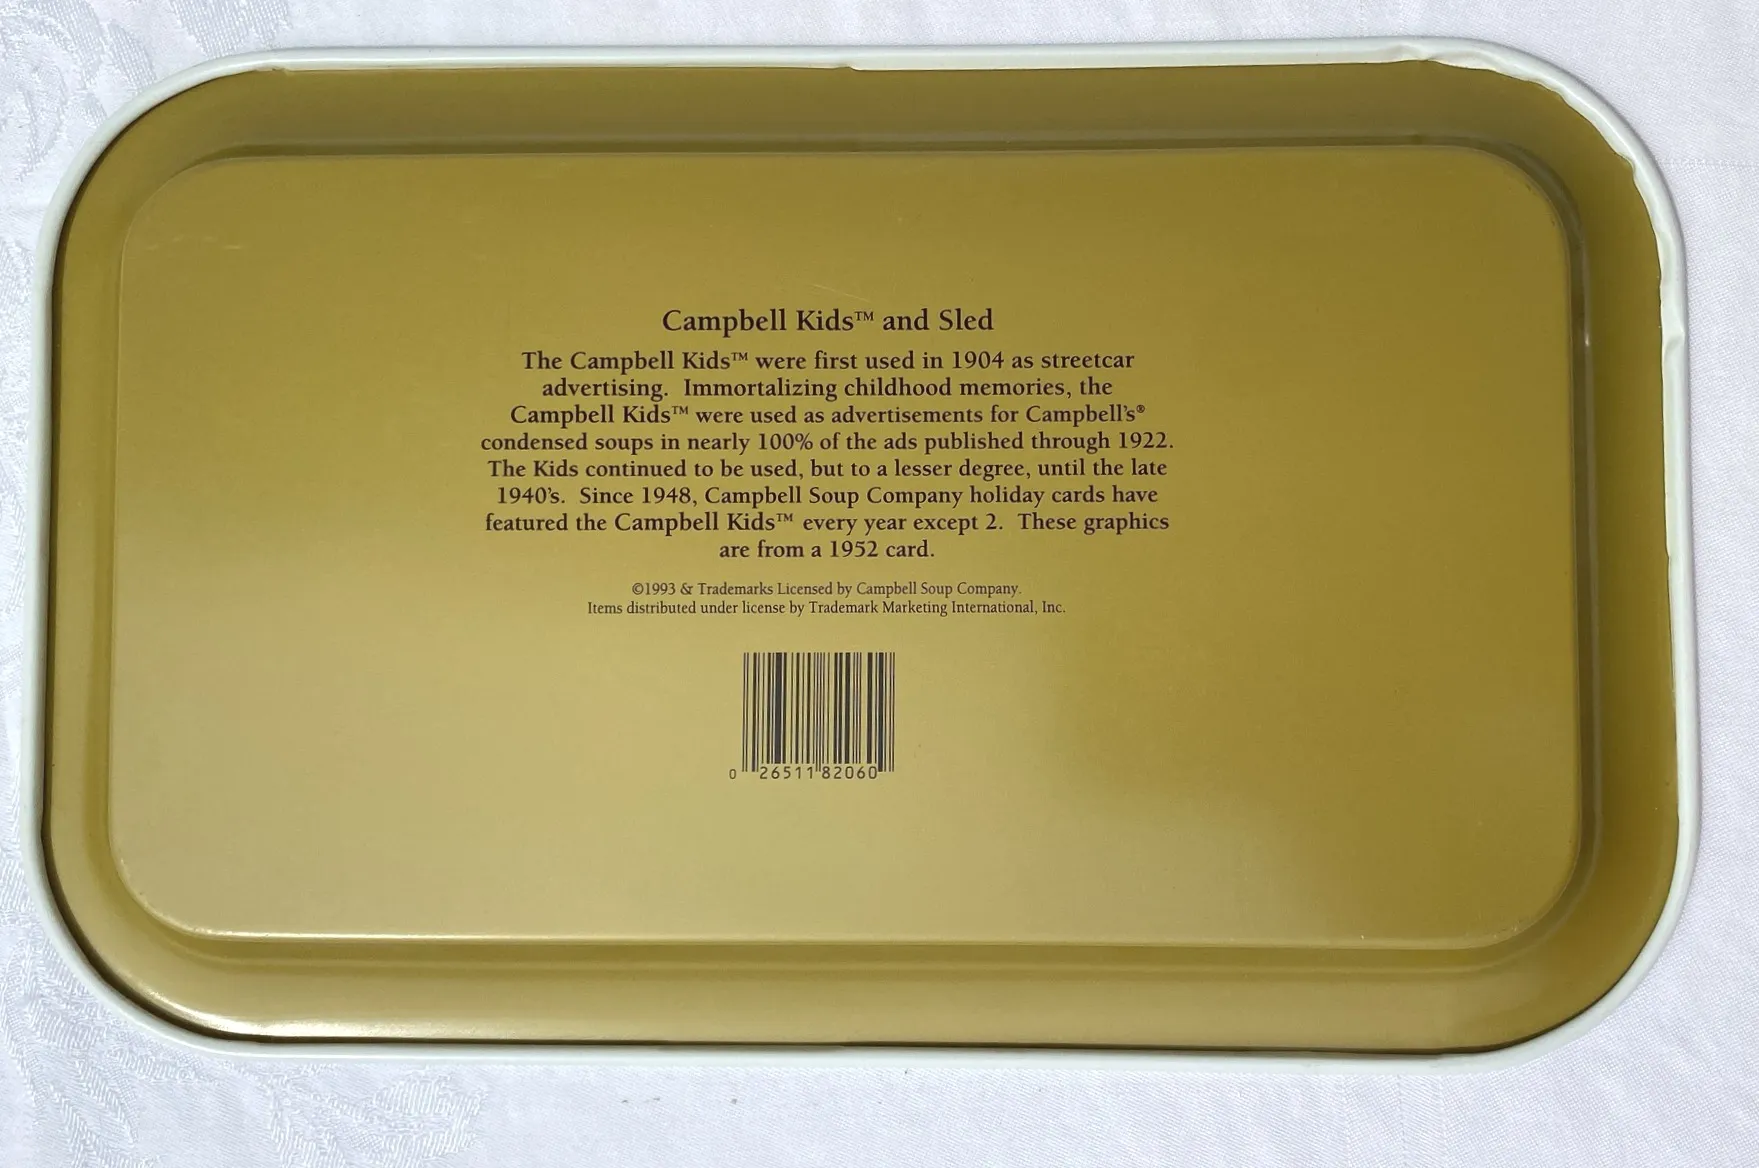 Campbell Kids™ and Sled
The Campbell Kids™ were first used in 1904 as streetcar
advertising. Immortalizing childhood memories, the
Campbell Kids™ were used as advertisements for Campbell's®
condensed soups in nearly 100% of the ads published through 1922.
The Kids continued to be used, but to a lesser degree, until the late
1940's. Since 1948, Campbell Soup Company holiday cards have
featured the Campbell Kids™ every year except 2. These graphics
are from a 1952 card.
©1993 & Trademarks Licensed by Campbell Soup Company.
Items distributed under license by Trademark Marketing International, Inc.
0 26511 82060